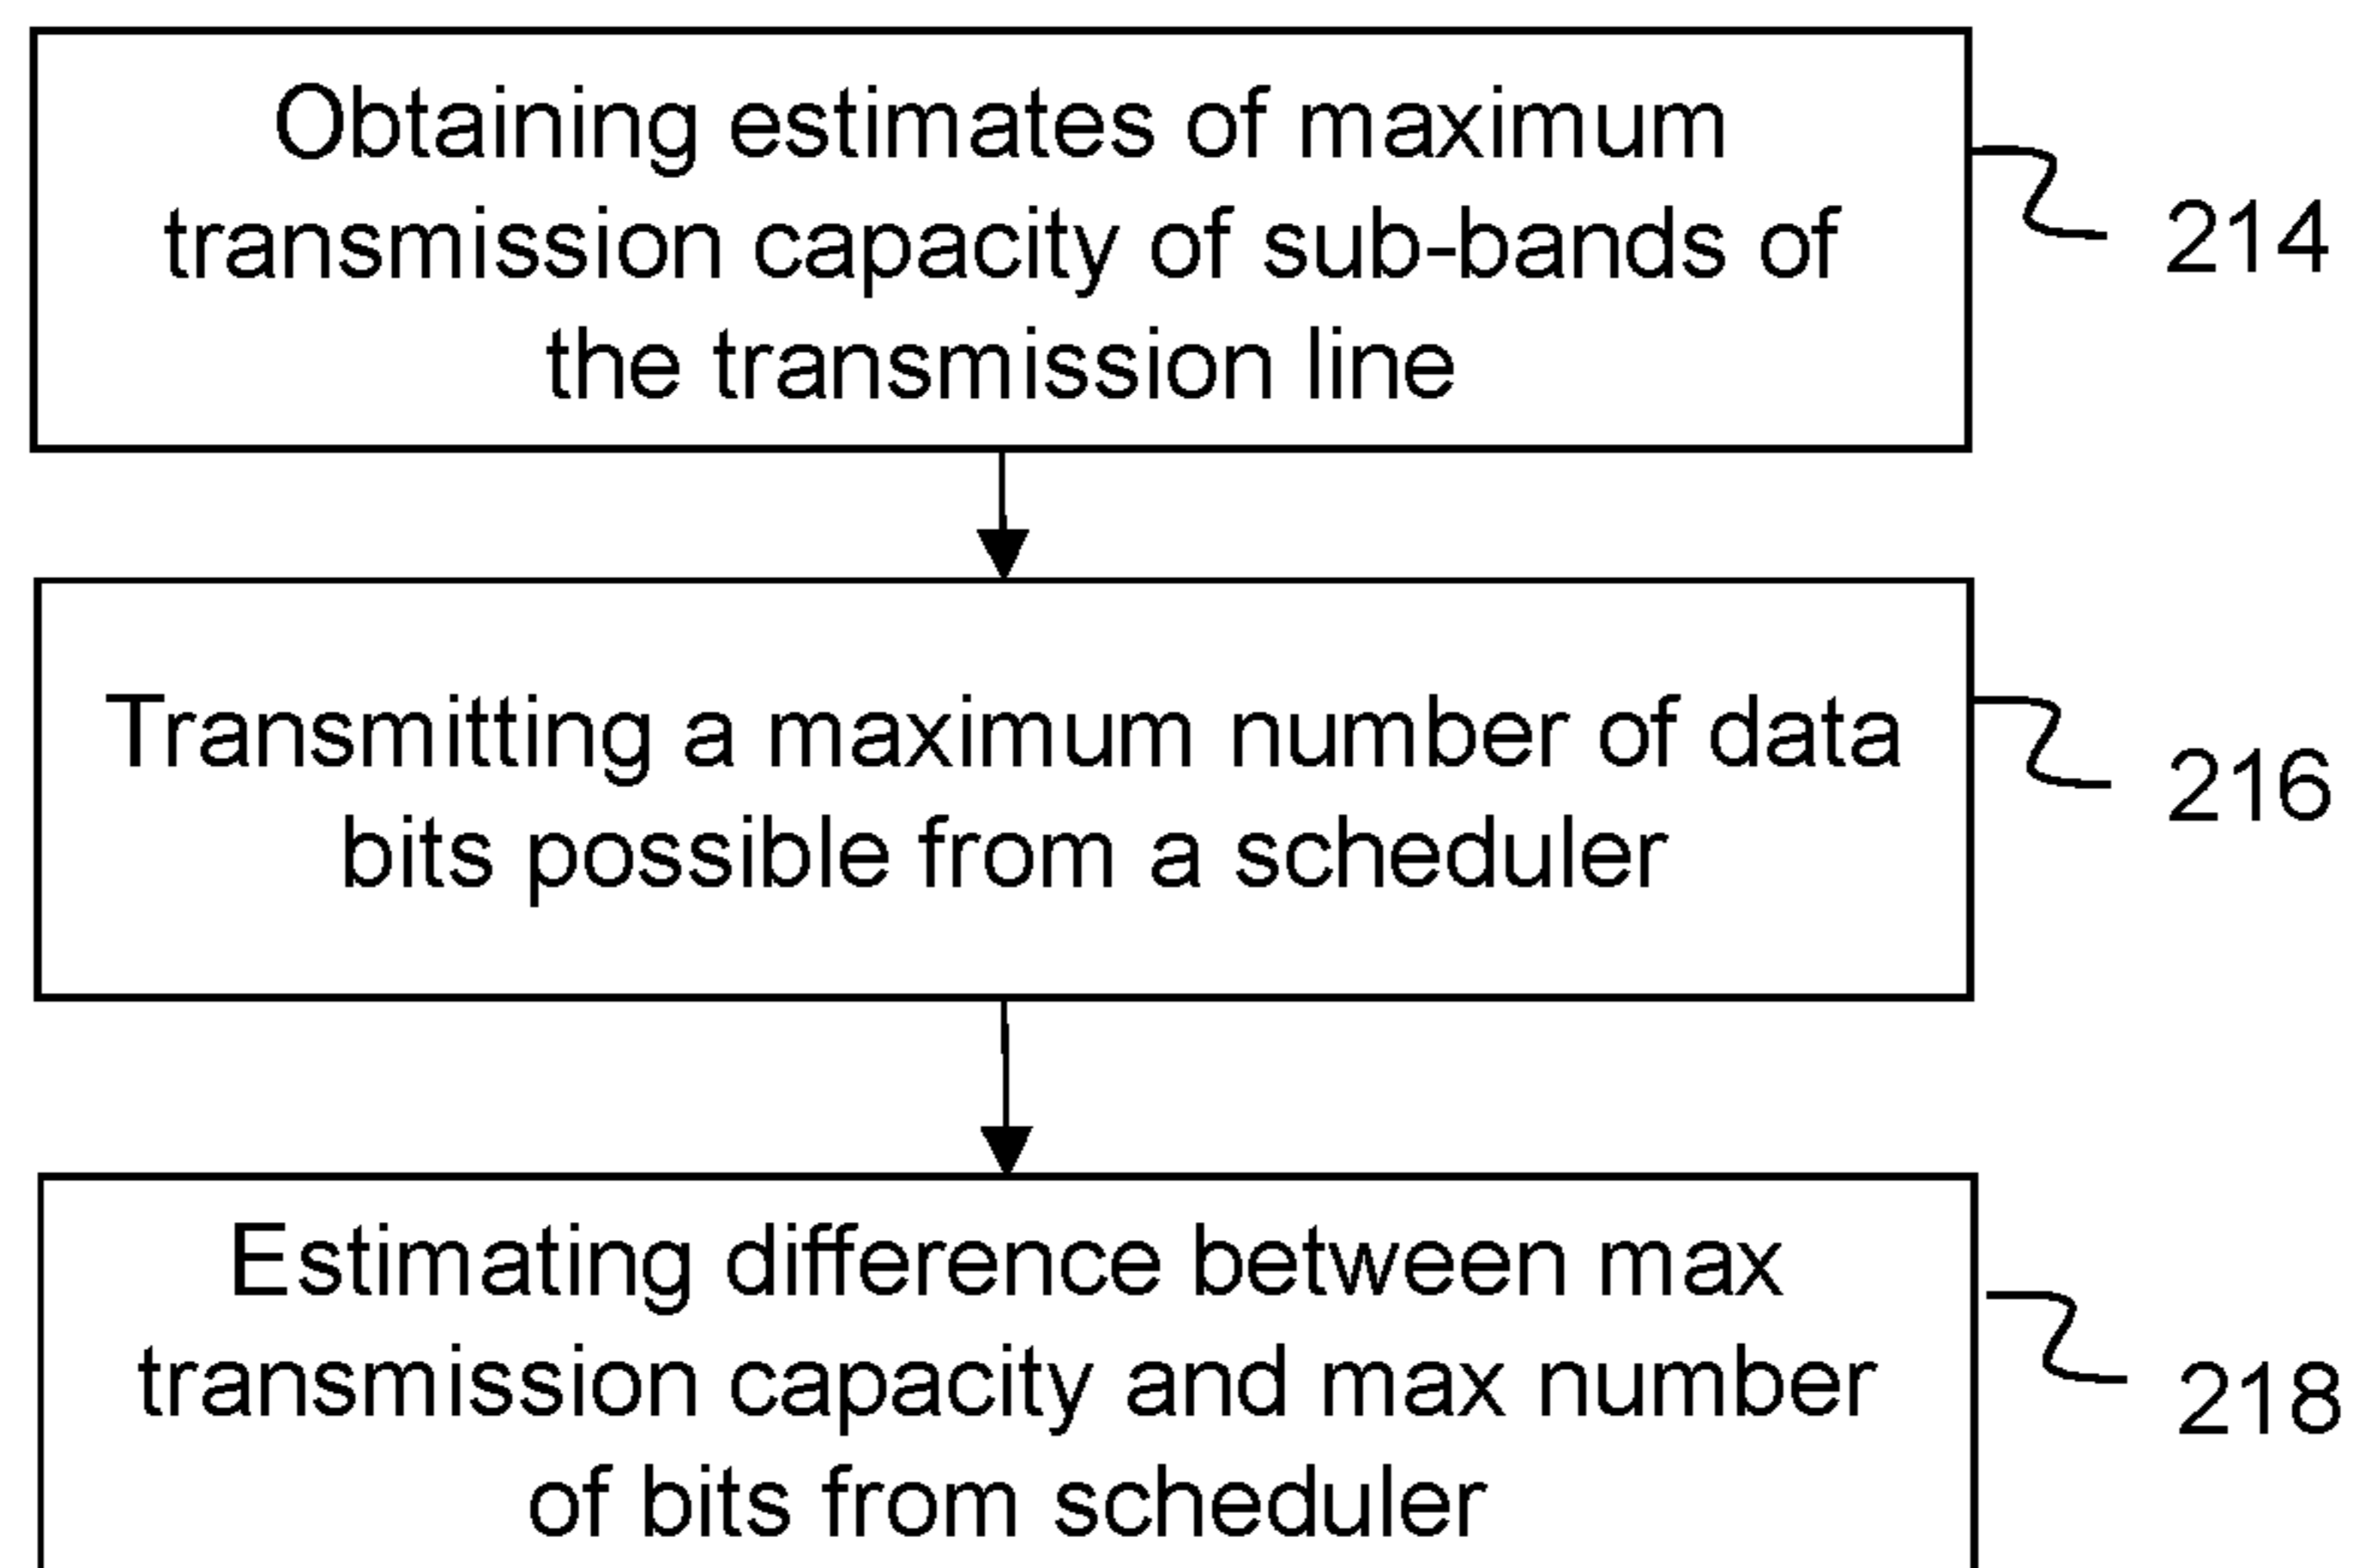 Obtaining estimates of maximum
transmission capacity of sub-bands of
the transmission line
214
Transmitting a maximum number of data
bits possible from a scheduler
216
Estimating difference between max
transmission capacity and max number
of bits from scheduler
218